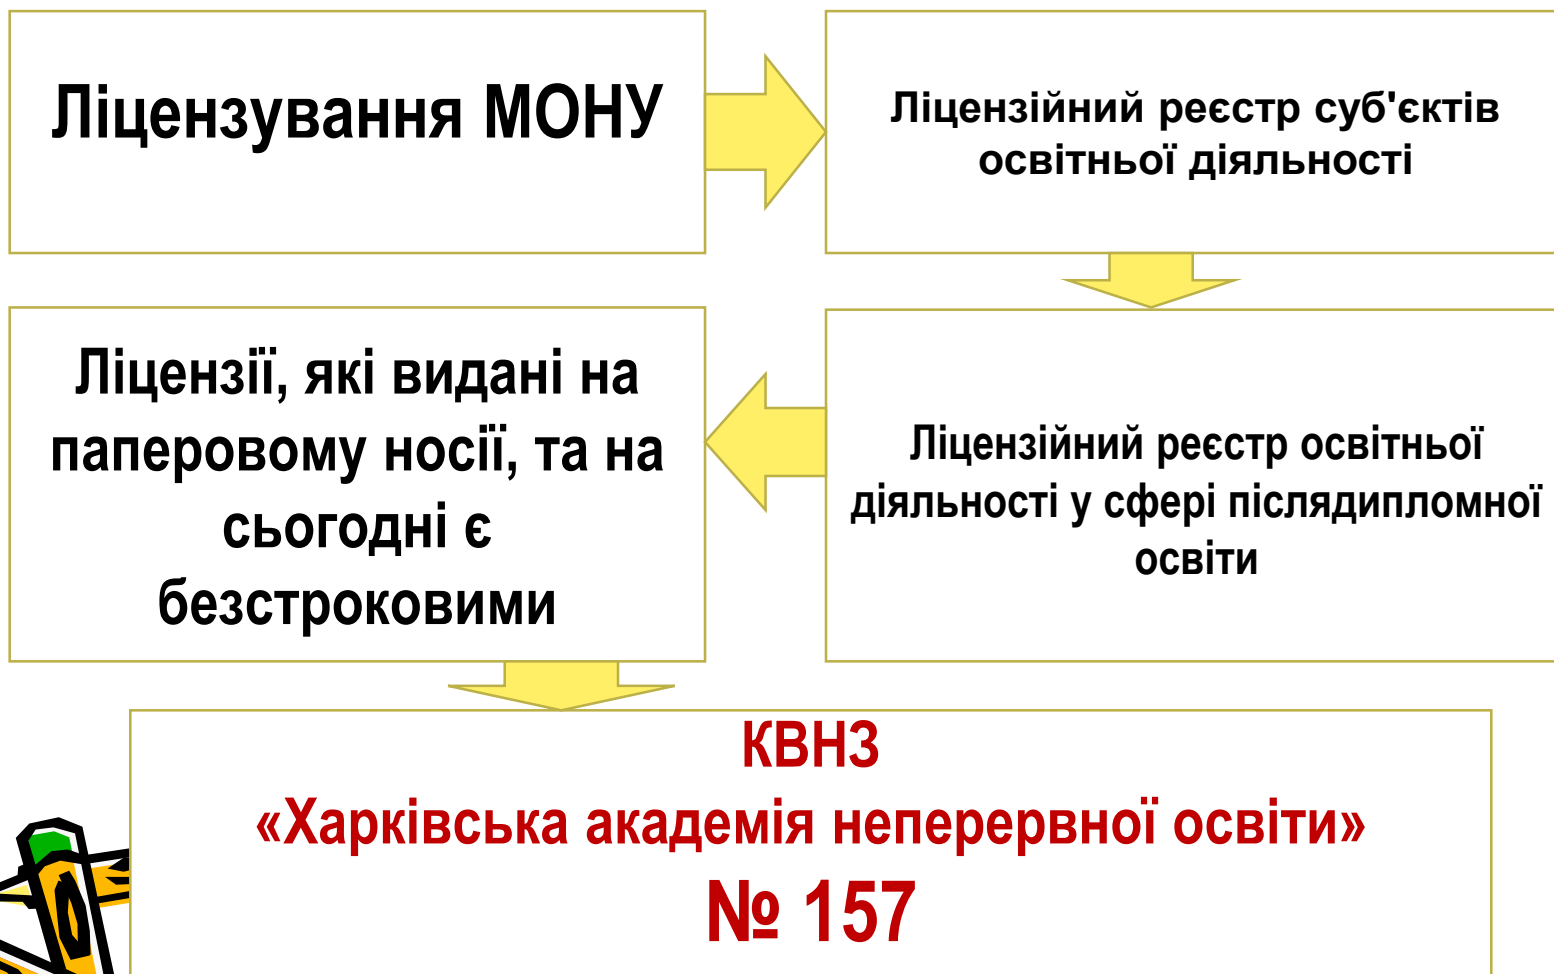 Ліцензування МОНУ
Ліцензійний реєстр суб'єктів
освітньої діяльності
Ліцензійний реєстр освітньої
діяльності у сфері післядипломної
освіти
Ліцензії, які видані на
паперовому носії, та на
сьогодні є
безстроковими
КВНЗ
«Харківська академія неперервної освіти»
№ 157